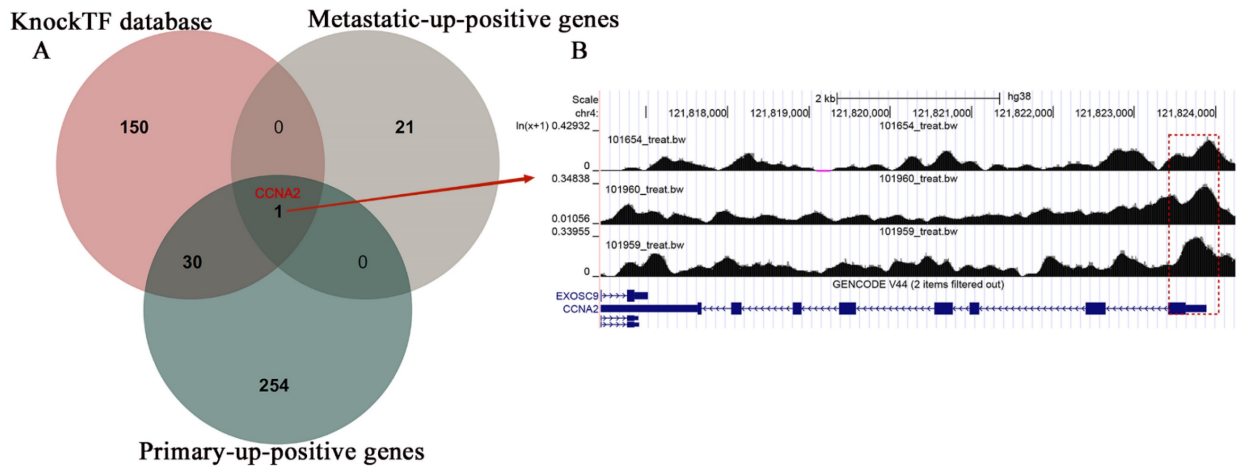 KnockTF database
Metastatic-up-positive genes
A
B
150
0
21
CCNA2
1
30
0
254
Primary-up-positive genes
Scale
2 kb
hg38
chr4:
121,818,000
121,819,000
121,820,000
121,821,000
121,822,000
121,823,000
121,824,000
ln(x+1) 0.42932
101654_treat.bw
101654_treat.bw
0
0.34838
101960_treat.bw
101960_treat.bw
0.01056
0.33955
101959_treat.bw
101959_treat.bw
0
GENCODE V44 (2 items filtered out)
EXOSC9
CCNA2